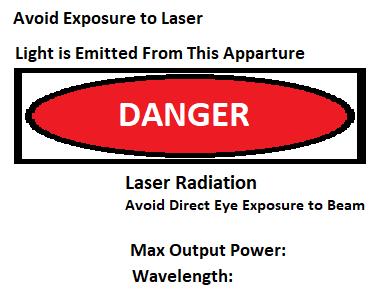 Avoid Exposure to Laser
Light is Emitted From This Apparture
DANGER
Laser Radiation
Avoid Direct Eye Exposure to Beam
Max Output Power:
Wavelength: